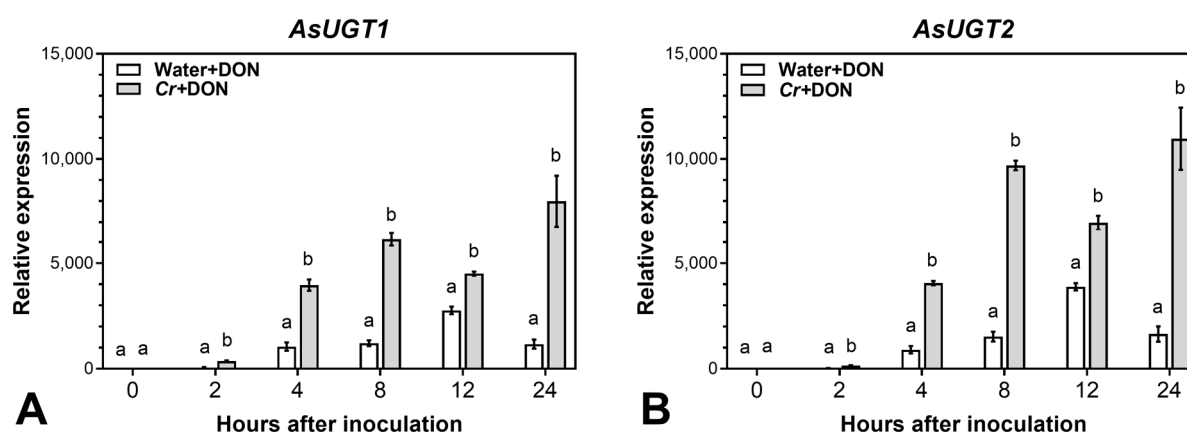 AsUGT1
15,000
10,000
5,000
0
Relative expression
Water+DON
Cr+DON
a a
a b
a b
a b
a b
a b
0 2 4 8 12 24
Hours after inoculation
A
AsUGT2
15,000
10,000
5,000
0
Relative expression
Water+DON
Cr+DON
a a
a b
a b
a b
a b
a b
0 2 4 8 12 24
Hours after inoculation
B